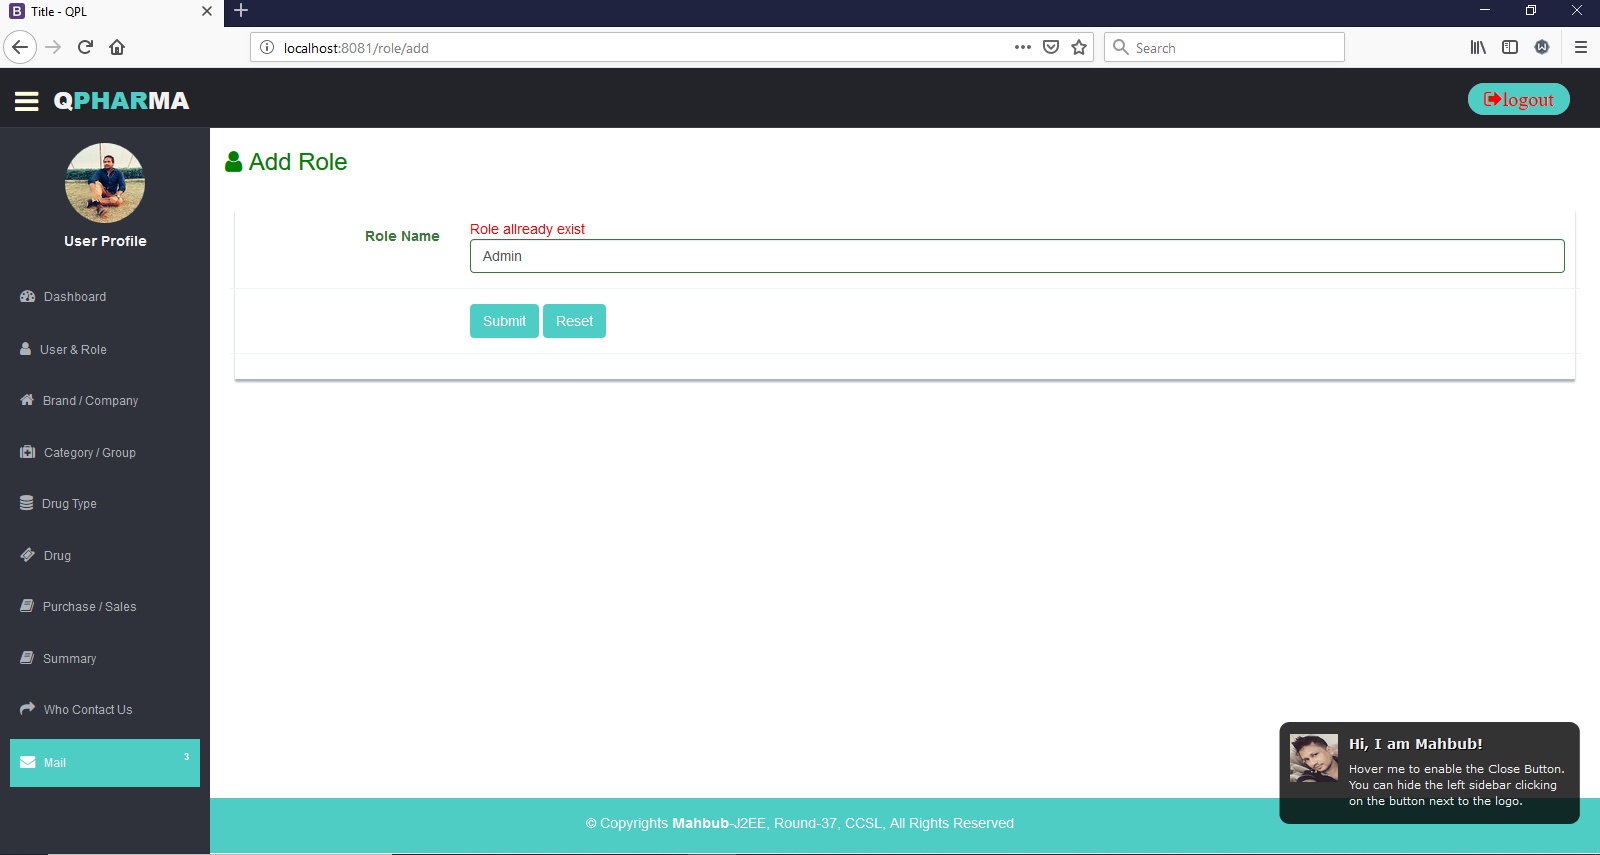 Title - QPL
localhost:8081/role/add
Search
QPHARMA
logout
User Profile
Dashboard
User & Role
Brand / Company
Category / Group
Drug Type
Drug
Purchase / Sales
Summary
Who Contact Us
Mail 3
Add Role
Role Name
Role allready exist
Admin
Submit Reset
Hi, I am Mahbub!
Hover me to enable the Close Button.
You can hide the left sidebar clicking
on the button next to the logo.
© Copyrights Mahbub-J2EE, Round-37, CCSL, All Rights Reserved